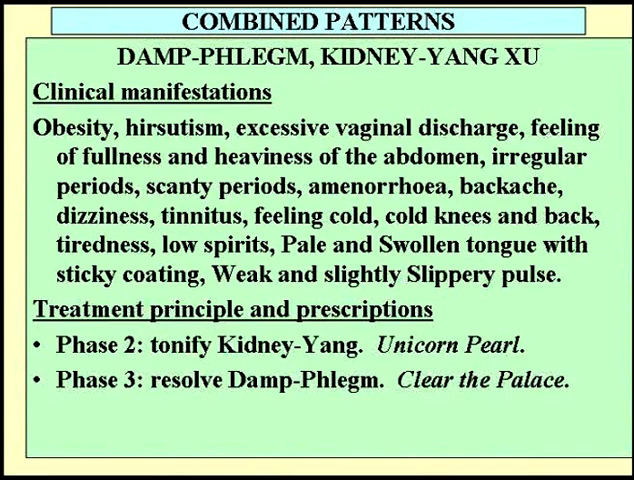 COMBINED PATTERNS
DAMP-PHLEGM, KIDNEY-YANG XU
Clinical manifestations
Obesity, hirsutism, excessive vaginal discharge, feeling
of fullness and heaviness of the abdomen, irregular
periods, scanty periods, amenorrhoea, backache,
dizziness, tinnitus, feeling cold, cold knees and back,
tiredness, low spirits, Pale and Swollen tongue with
sticky coating, Weak and slightly Slippery pulse.
Treatment principle and prescriptions
• Phase 2: tonify Kidney-Yang. Unicorn Pearl.
• Phase 3: resolve Damp-Phlegm. Clear the Palace.